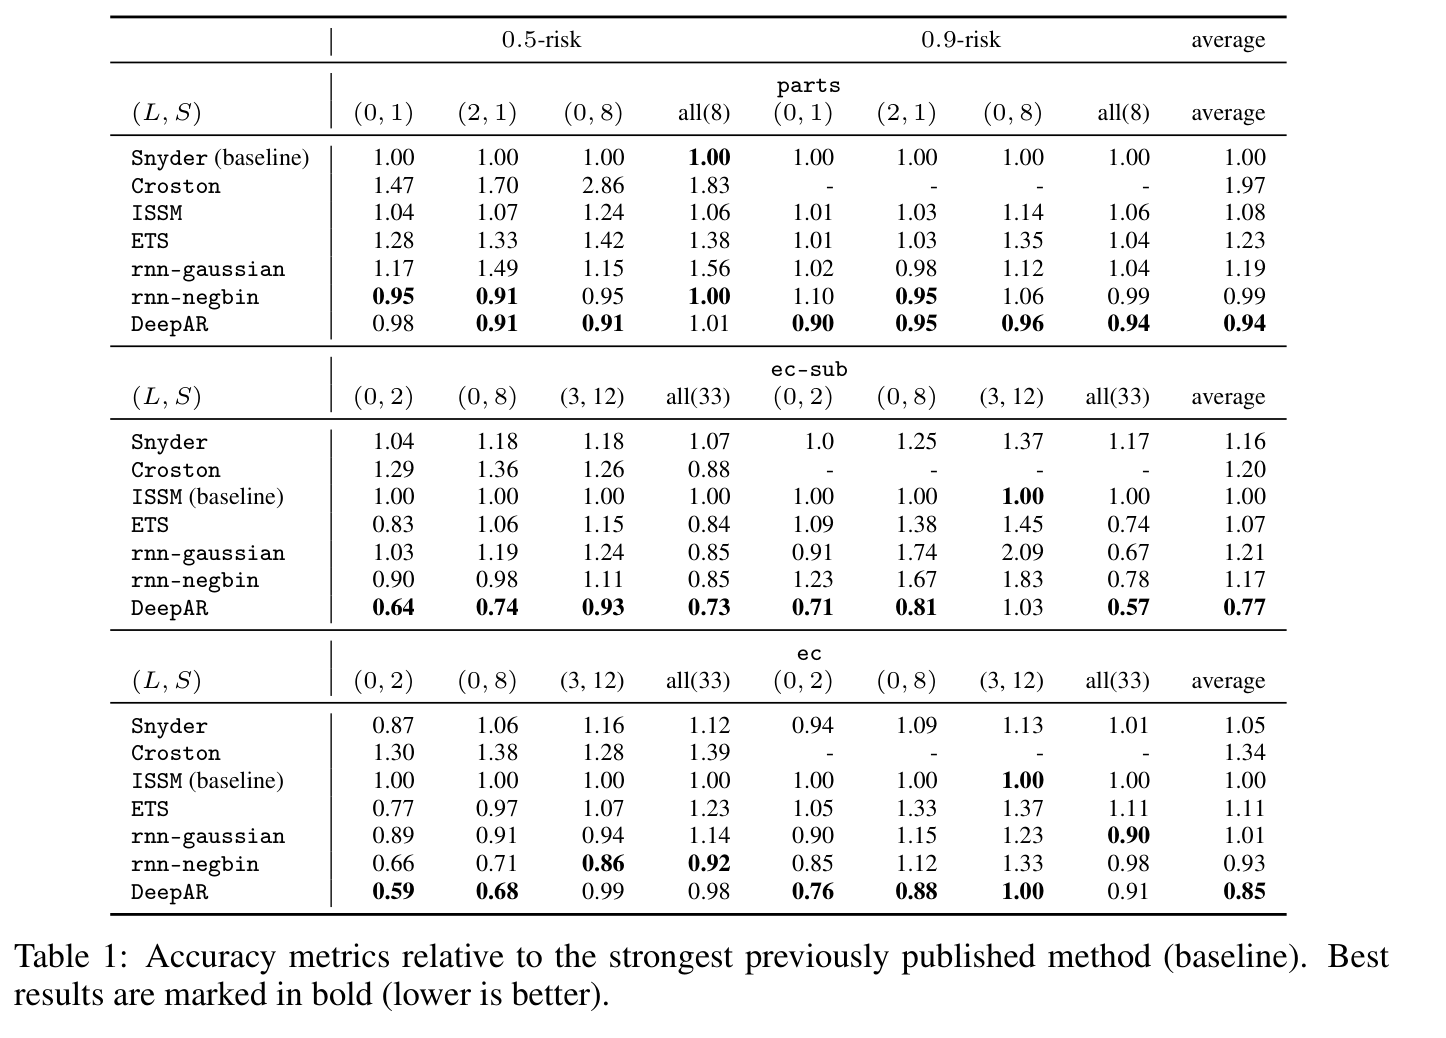 0.5-risk 0.9-risk average
parts
(L, S) (0, 1) (2, 1) (0, 8) all(8) (0, 1) (2, 1) (0, 8) all(8) average
Snyder (baseline) 1.00 1.00 1.00 1.00 1.00 1.00 1.00 1.00 1.00
Croston 1.47 1.70 2.86 1.83 - - - - 1.97
ISSM 1.04 1.07 1.24 1.06 1.01 1.03 1.14 1.06 1.08
ETS 1.28 1.33 1.42 1.38 1.01 1.03 1.35 1.04 1.23
rnn-gaussian 1.17 1.49 1.15 1.56 1.02 0.98 1.12 1.04 1.19
rnn-negbin 0.95 0.91 0.95 1.00 1.10 0.95 1.06 0.99 0.99
DeepAR 0.98 0.91 0.91 1.01 0.90 0.95 0.96 0.94 0.94
ec-sub
(L, S) (0, 2) (0, 8) (3, 12) all(33) (0, 2) (0, 8) (3, 12) all(33) average
Snyder 1.04 1.18 1.18 1.07 1.0 1.25 1.37 1.17 1.16
Croston 1.29 1.36 1.26 0.88 - - - - 1.20
ISSM (baseline) 1.00 1.00 1.00 1.00 1.00 1.00 1.00 1.00 1.00
ETS 0.83 1.06 1.15 0.84 1.09 1.38 1.45 0.74 1.07
rnn-gaussian 1.03 1.19 1.24 0.85 0.91 1.74 2.09 0.67 1.21
rnn-negbin 0.90 0.98 1.11 0.85 1.23 1.67 1.83 0.78 1.17
DeepAR 0.64 0.74 0.93 0.73 0.71 0.81 1.03 0.57 0.77
ec
(L, S) (0, 2) (0, 8) (3, 12) all(33) (0, 2) (0, 8) (3, 12) all(33) average
Snyder 0.87 1.06 1.16 1.12 0.94 1.09 1.13 1.01 1.05
Croston 1.30 1.38 1.28 1.39 - - - - 1.34
ISSM (baseline) 1.00 1.00 1.00 1.00 1.00 1.00 1.00 1.00 1.00
ETS 0.77 0.97 1.07 1.23 1.05 1.33 1.37 1.11 1.11
rnn-gaussian 0.89 0.91 0.94 1.14 0.90 1.15 1.23 0.90 1.01
rnn-negbin 0.66 0.71 0.86 0.92 0.85 1.12 1.33 0.98 0.93
DeepAR 0.59 0.68 0.99 0.98 0.76 0.88 1.00 0.91 0.85
Table 1: Accuracy metrics relative to the strongest previously published method (baseline). Best
results are marked in bold (lower is better).